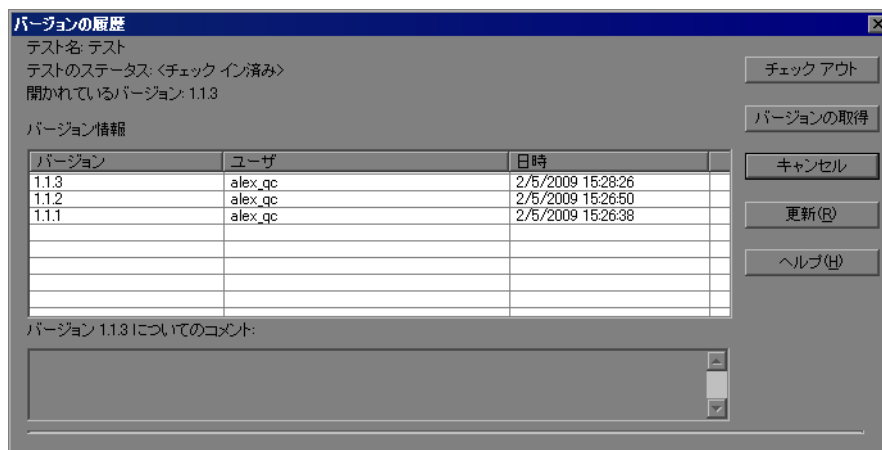 バージョンの履歴
テスト名: テスト
テストのステータス: <チェック イン済み>
開かれているバージョン: 1.1.3
バージョン情報
バージョン ユーザ 日時
1.1.3 alex_qc 2/5/2009 15:28:26
1.1.2 alex_qc 2/5/2009 15:26:50
1.1.1 alex_qc 2/5/2009 15:26:38
バージョン 1.1.3 についてのコメント:
チェック アウト
バージョンの取得
キャンセル
更新(R)
ヘルプ(H)